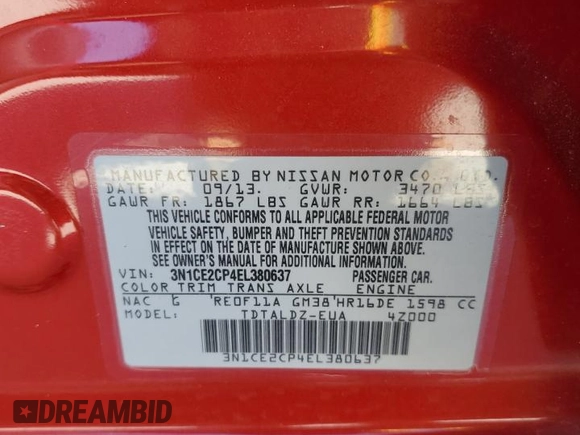 MANUFACTURED BY NISSAN MOTOR CO., LTD.
DATE: 09/13. GVWR: 3470 LBS
GAWR FR: 1867 LBS GAWR RR: 1664 LBS
THIS VEHICLE CONFORMS TO ALL APPLICABLE FEDERAL MOTOR
VEHICLE SAFETY, BUMPER AND THEFT PREVENTION STANDARDS
IN EFFECT ON THE DATE OF MANUFACTURE SHOWN ABOVE.
SEE OWNER'S MANUAL FOR ADDITIONAL INFORMATION.
VIN: 3N1CE2CP4EL380637 PASSENGER CAR.
COLOR TRIM TRANS AXLE ENGINE
NAC G RE0F11A GM38 HR16DE 1598 CC
MODEL: TDTALDZ-EUA 4Z000
3N1CE2CP4EL380637
DREAMBID